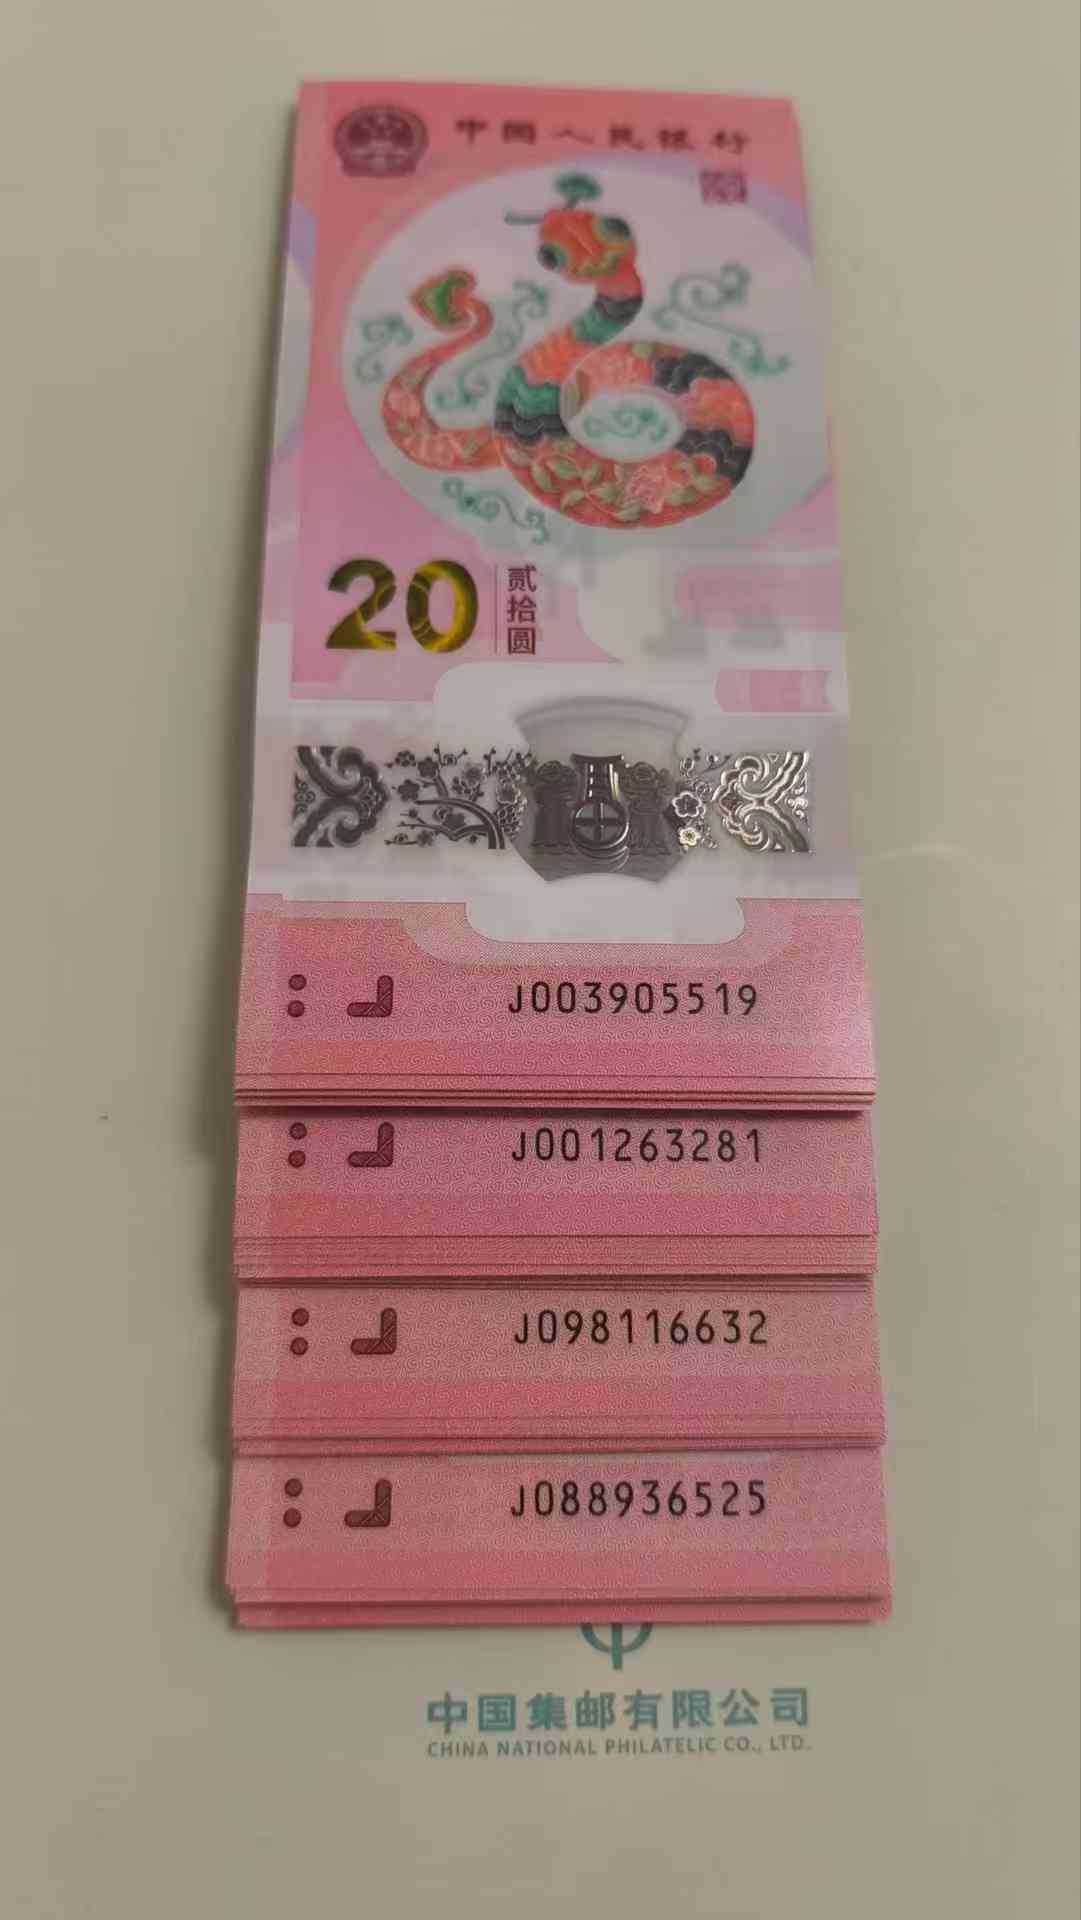 中国人民银行
20 贰拾圆
J003905519
J001263281
J098116632
J088936525
中国集邮有限公司
CHINA NATIONAL PHILATELIC CO., LTD.